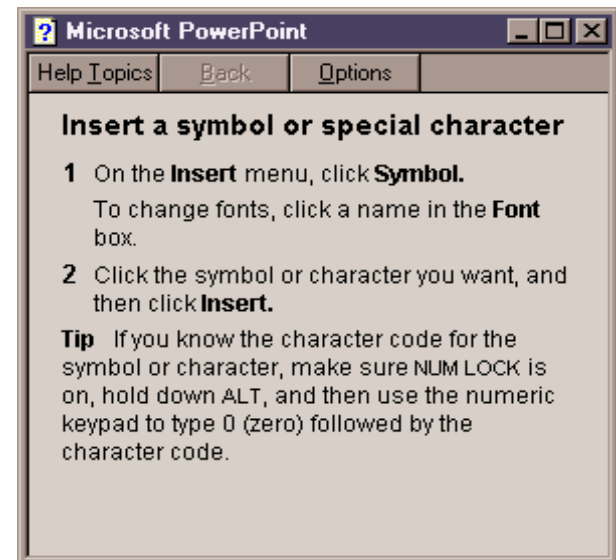 Microsoft PowerPoint
Help Topics Back Options
Insert a symbol or special character
1 On the Insert menu, click Symbol.
To change fonts, click a name in the Font
box.
2 Click the symbol or character you want, and
then click Insert.
Tip If you know the character code for the
symbol or character, make sure NUM LOCK is
on, hold down ALT, and then use the numeric
keypad to type 0 (zero) followed by the
character code.